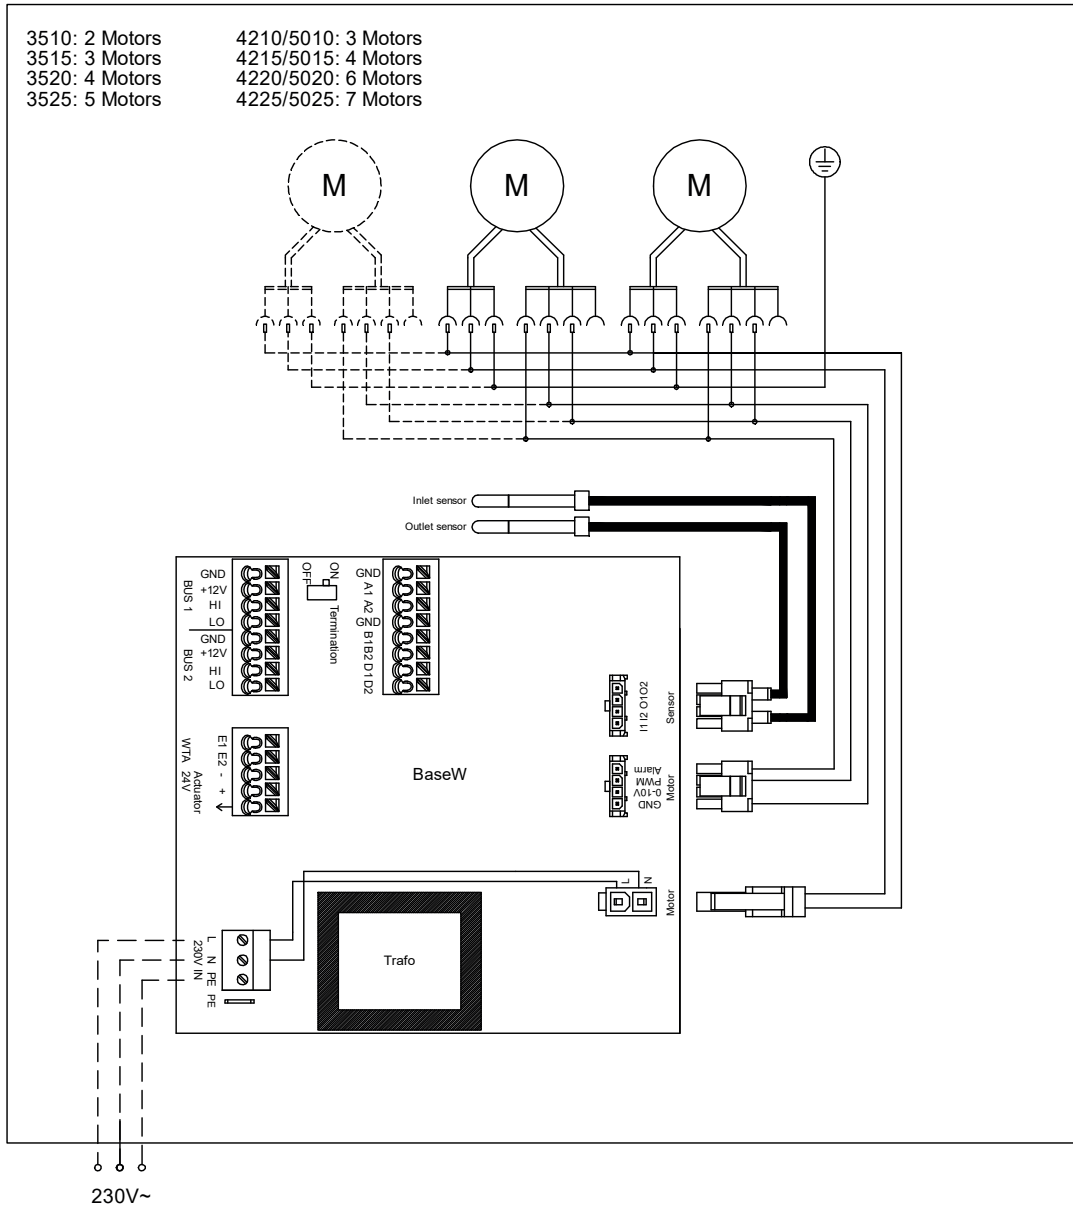 3510: 2 Motors
3515: 3 Motors
3520: 4 Motors
3525: 5 Motors
4210/5010: 3 Motors
4215/5015: 4 Motors
4220/5020: 6 Motors
4225/5025: 7 Motors
M
M
M
Inlet sensor
Outlet sensor
BUS 1
GND
+12V
HI
LO
BUS 2
GND
+12V
HI
LO
OFF
ON
Termination
GND
A1 A2
GND
B1 B2 D1 D2
WTA
E1 E2 - +
Actuator
24V
BaseW
I1 I2 O1O2
Sensor
Alarm
PWM
0-10V
GND
Motor
L N
Motor
230V IN
L N PE
PE
Trafo
230V~